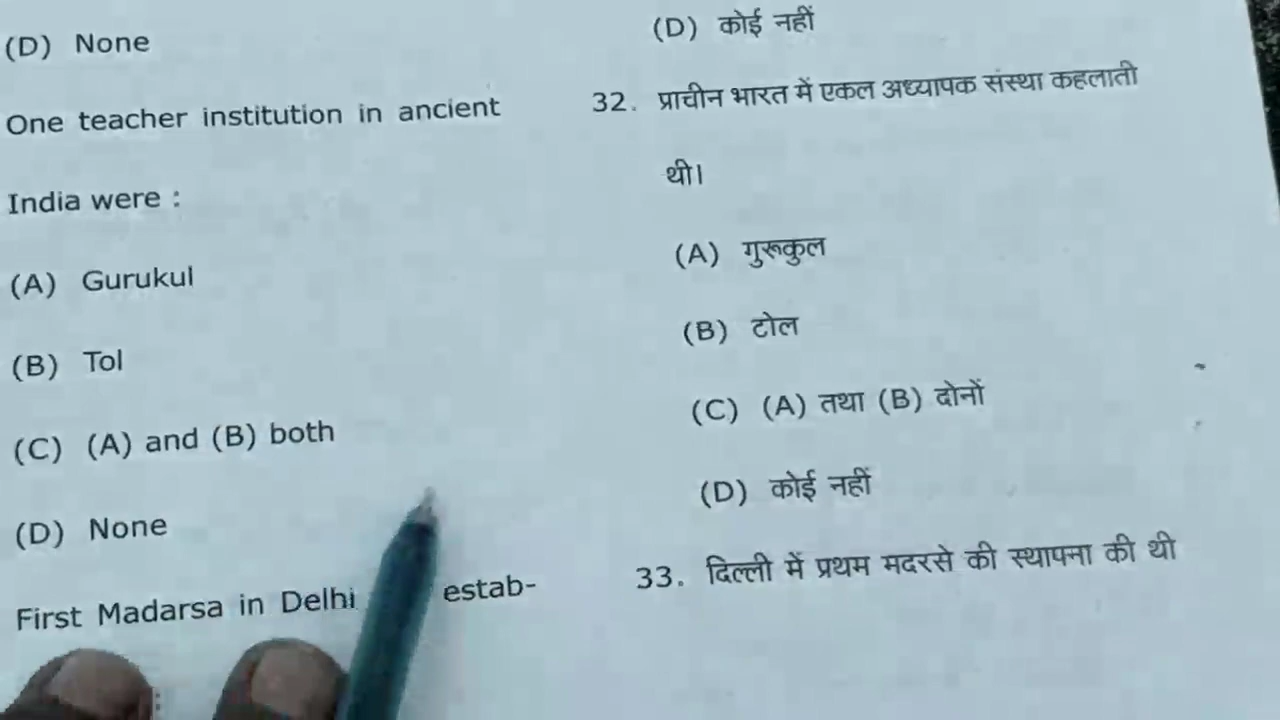 (D) None
One teacher institution in ancient
India were :
(A) Gurukul
(B) Tol
(C) (A) and (B) both
(D) None
First Madarsa in Delhi estab-
(D) कोई नहीं
32. प्राचीन भारत में एकल अध्यापक संस्था कहलाती
थी।
(A) गुरूकुल
(B) टोल
(C) (A) तथा (B) दोनों
(D) कोई नहीं
33. दिल्ली में प्रथम मदरसे की स्थापना की थी